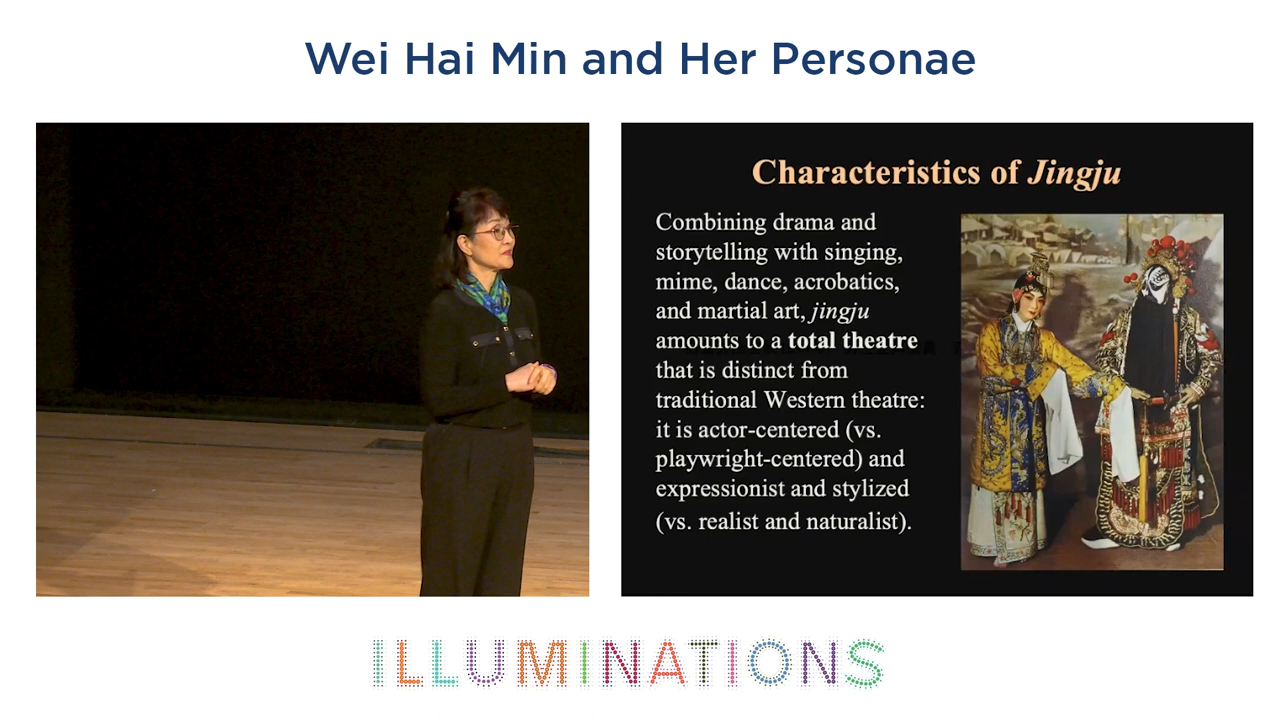 Wei Hai Min and Her Personae
Characteristics of Jingju
Combining drama and
storytelling with singing,
mime, dance, acrobatics,
and martial art, jingju
amounts to a total theatre
that is distinct from
traditional Western theatre:
it is actor-centered (vs.
playwright-centered) and
expressionist and stylized
(vs. realist and naturalist).
ILLUMINATIONS